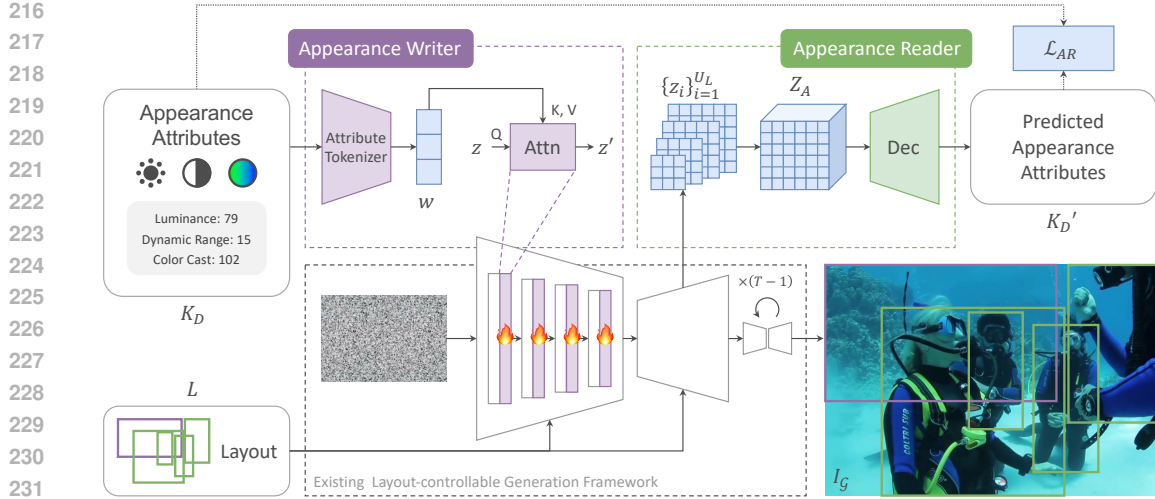 216
217
218
219
220
221
222
223
224
225
226
227
228
229
230
231
Appearance Writer
Appearance Reader
ℒ_AR
Appearance
Attributes
Luminance: 79
Dynamic Range: 15
Color Cast: 102
K_D
Attribute
Tokenizer
w
K, V
Q
z
Attn
z′
{z_i}_{i=1}^{U_L}
Z_A
Dec
Predicted
Appearance
Attributes
K_D′
×(T − 1)
L
Layout
Existing Layout-controllable Generation Framework
COLTRI SUB
I_𝒢